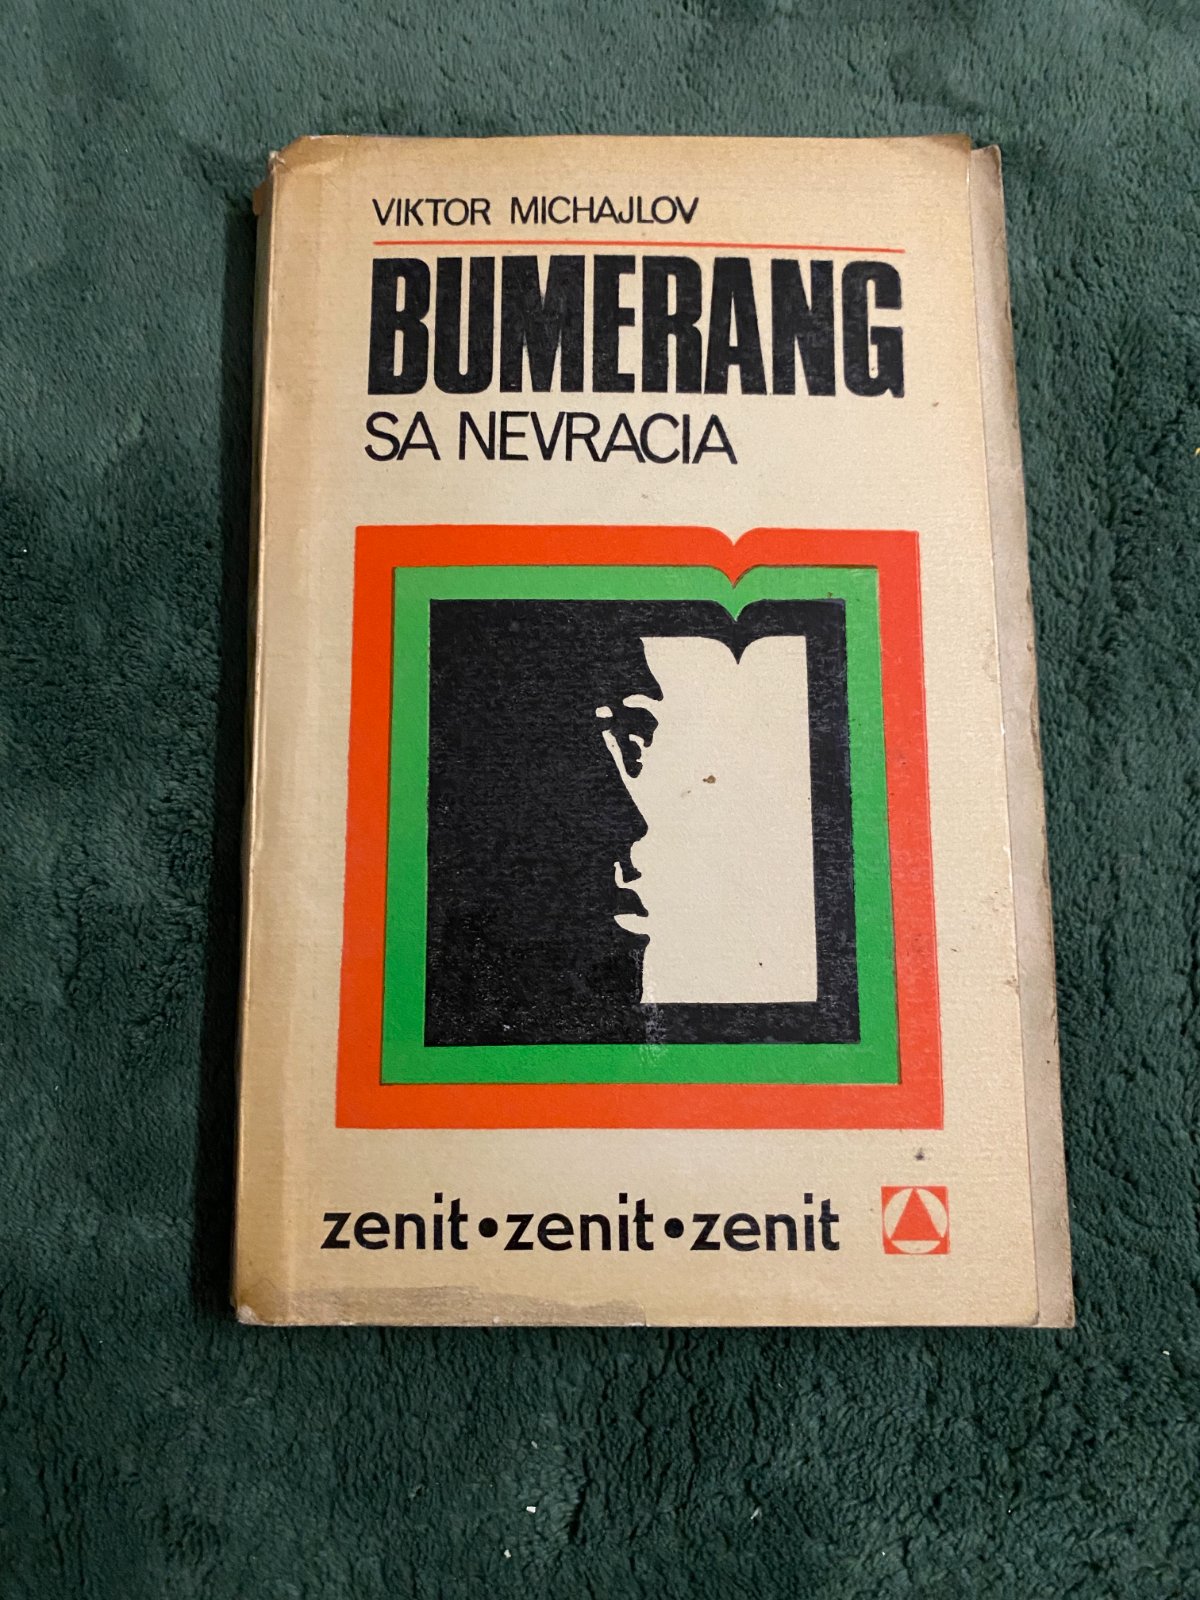 VIKTOR MICHAJLOV
BUMERANG
SA NEVRACIA
zenit•zenit•zenit